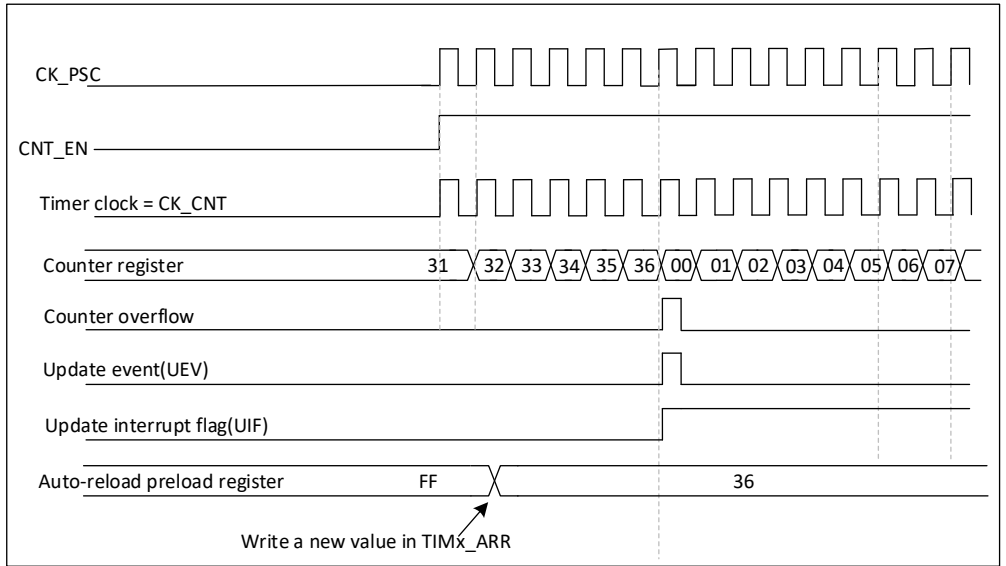 CK_PSC
CNT_EN
Timer clock = CK_CNT
Counter register 31 32 33 34 35 36 00 01 02 03 04 05 06 07
Counter overflow
Update event(UEV)
Update interrupt flag(UIF)
Auto-reload preload register FF 36
Write a new value in TIMx_ARR